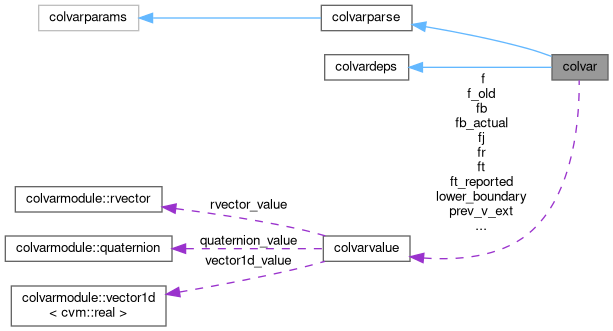 colvarparams
colvarparse
colvardeps
colvar
f
f_old
fb
fb_actual
fj
fr
ft
ft_reported
lower_boundary
prev_v_ext
...
colvarmodule::rvector
rvector_value
colvarmodule::quaternion
quaternion_value
colvarvalue
vector1d_value
colvarmodule::vector1d
< cvm::real >